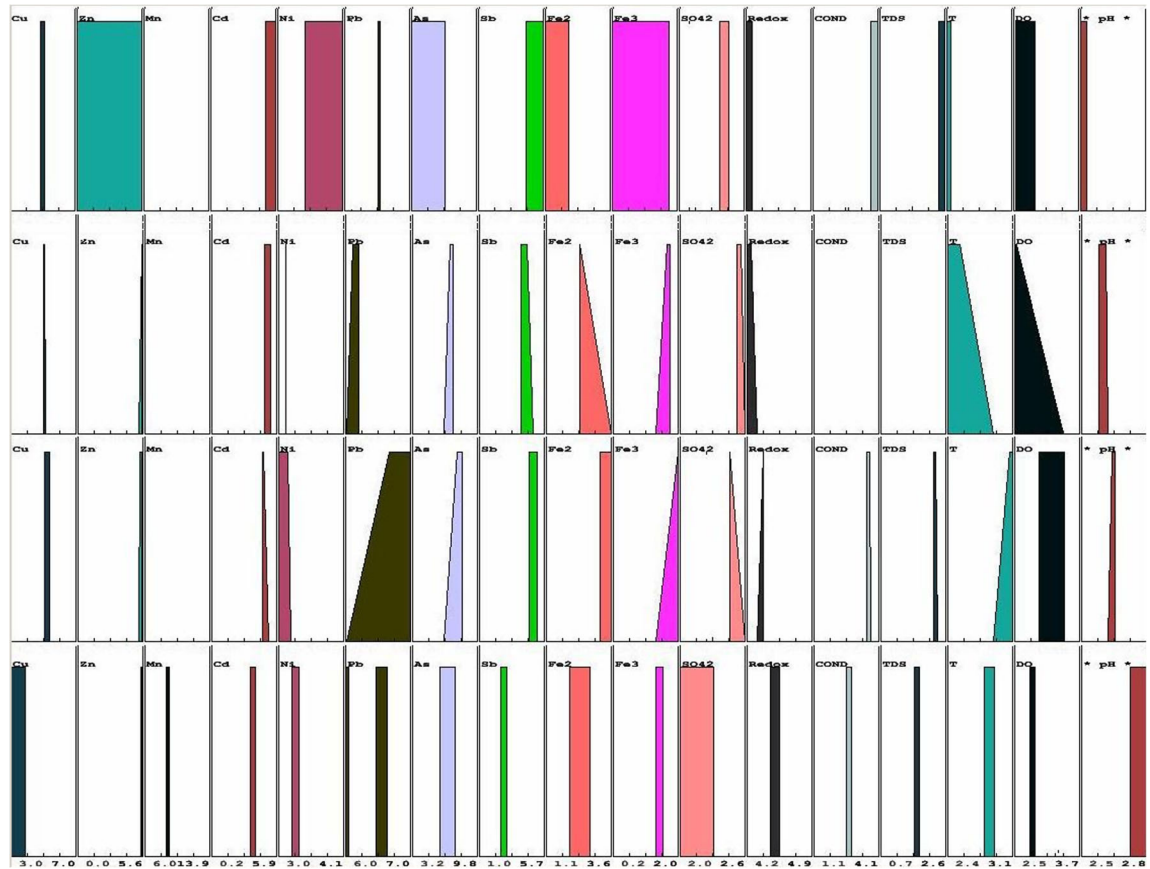 Cu Zn Mn Cd Ni Pb As Sb Fe2 Fe3 SO42 Redox COND TDS T DO * pH *
Cu Zn Mn Cd Ni Pb As Sb Fe2 Fe3 SO42 Redox COND TDS T DO * pH *
Cu Zn Mn Cd Ni Pb As Sb Fe2 Fe3 SO42 Redox COND TDS T DO * pH *
Cu Zn Mn Cd Ni Pb As Sb Fe2 Fe3 SO42 Redox COND TDS T DO * pH *
3.0 7.0 0.0 5.6 6.0 13.9 0.2 5.9 3. 4.1 6.0 7.0 3.2 9.8 1.0 5.7 1.1 3.6 0.2 2.0 2.0 2.6 4.2 4.9 1.1 4.1 0.7 2.6 2.4 3.1 2.5 3.7 2.5 2.8